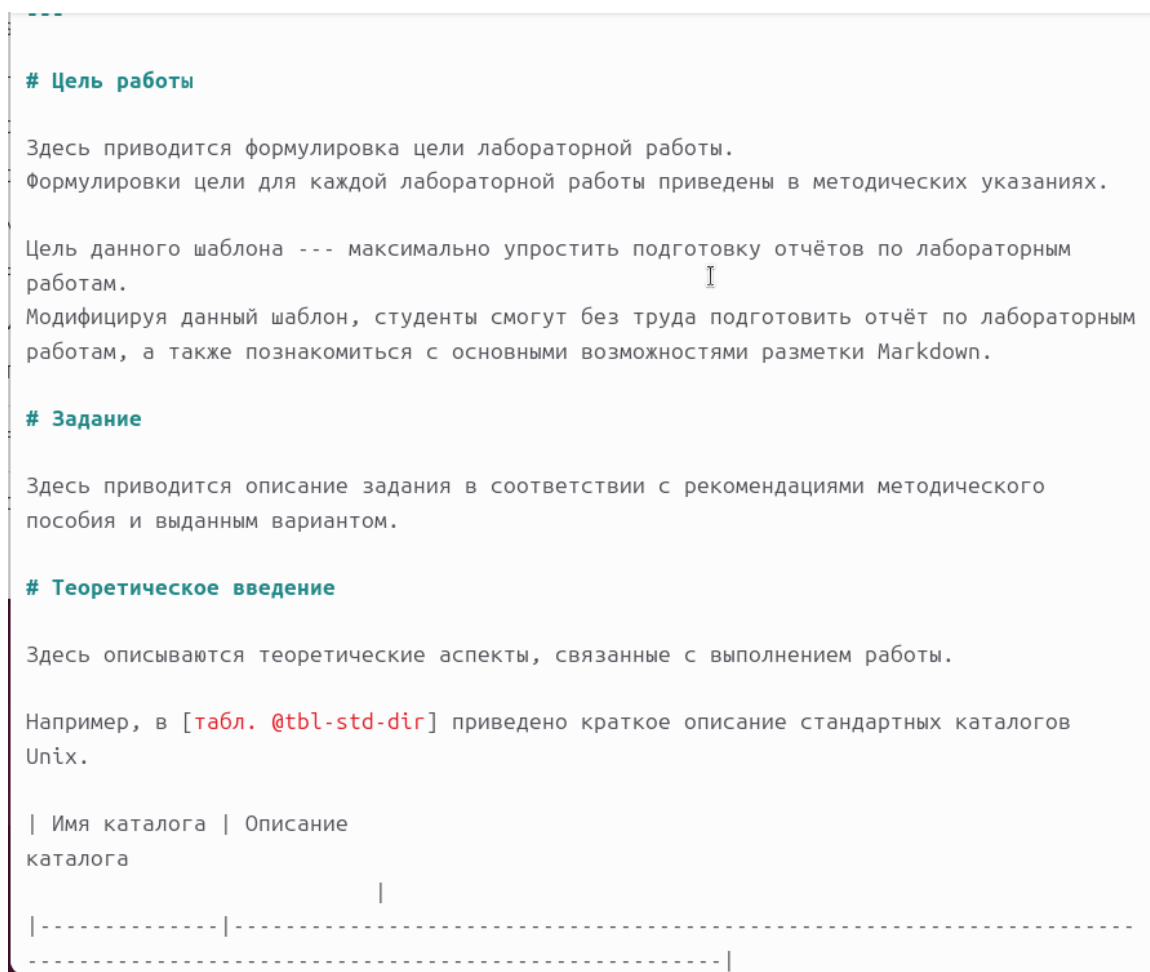 ---
# Цель работы
Здесь приводится формулировка цели лабораторной работы.
Формулировки цели для каждой лабораторной работы приведены в методических указаниях.
Цель данного шаблона --- максимально упростить подготовку отчётов по лабораторным
работам.
Модифицируя данный шаблон, студенты смогут без труда подготовить отчёт по лабораторным
работам, а также познакомиться с основными возможностями разметки Markdown.
# Задание
Здесь приводится описание задания в соответствии с рекомендациями методического
пособия и выданным вариантом.
# Теоретическое введение
Здесь описываются теоретические аспекты, связанные с выполнением работы.
Например, в [табл. @tbl-std-dir] приведено краткое описание стандартных каталогов
Unix.
| Имя каталога | Описание
каталога
|
|--------------|----------------------------------------------------------------------
------------------------------------------------------|